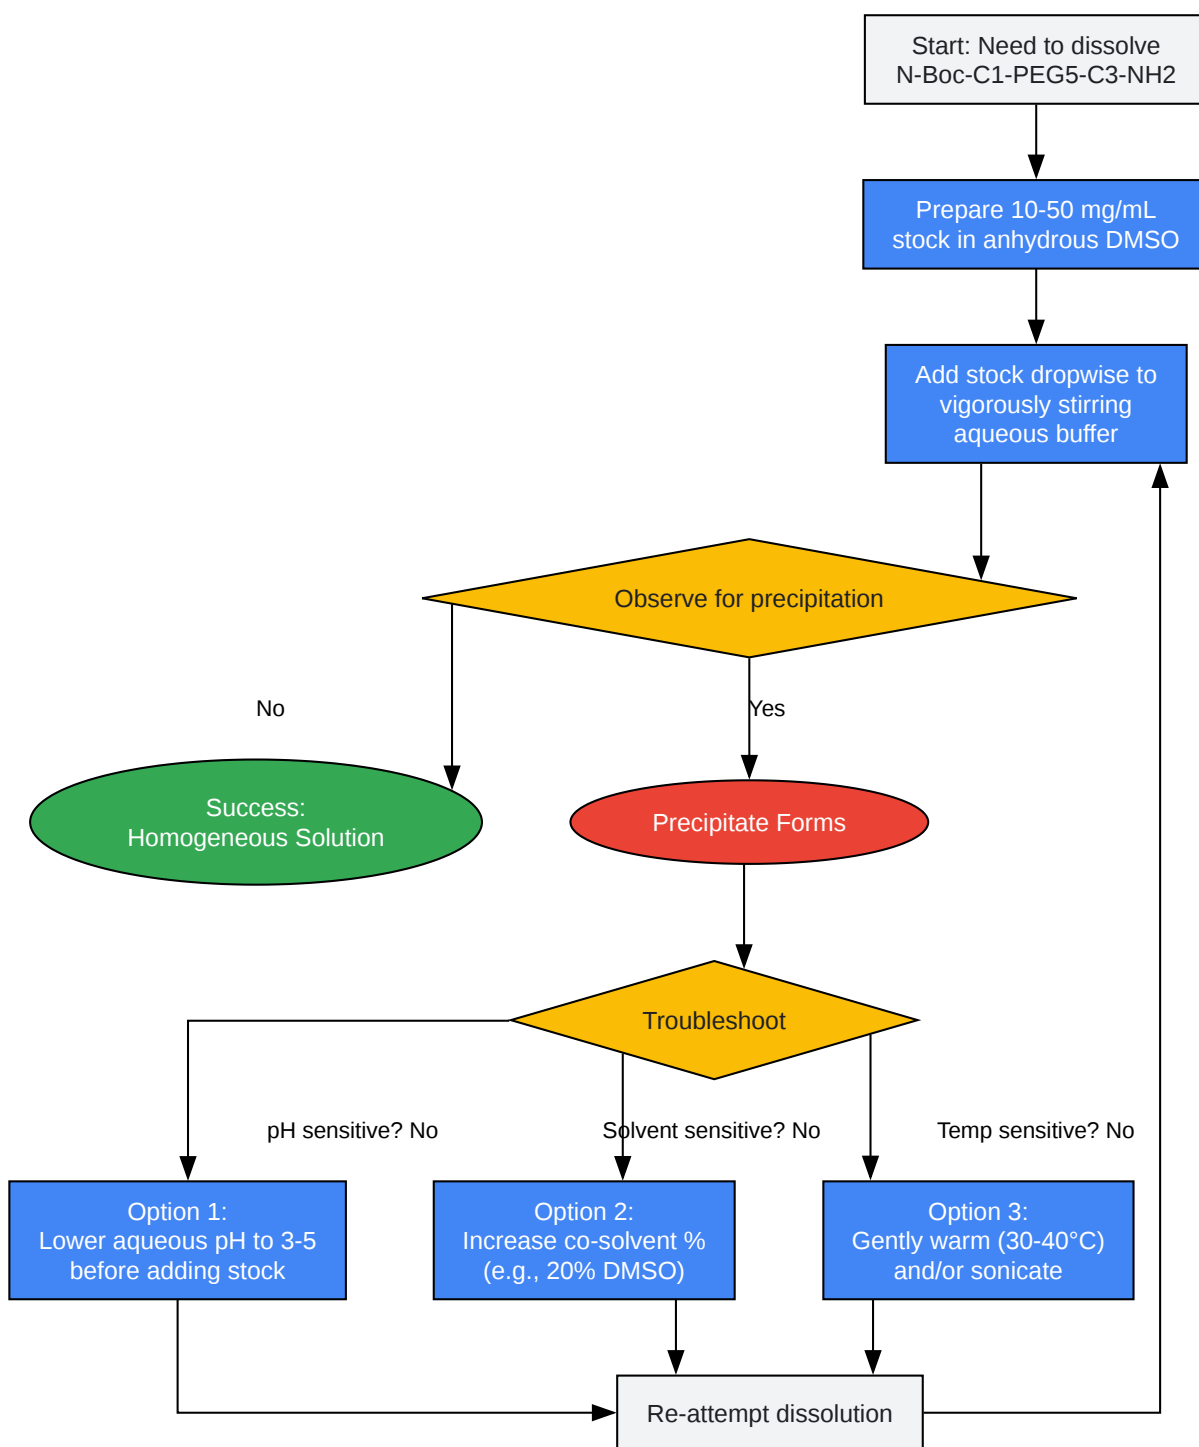 Start: Need to dissolve
N-Boc-C1-PEG5-C3-NH2
Prepare 10-50 mg/mL
stock in anhydrous DMSO
Add stock dropwise to
vigorously stirring
aqueous buffer
Observe for precipitation
No
Yes
Success:
Homogeneous Solution
Precipitate Forms
Troubleshoot
pH sensitive? No
Solvent sensitive? No
Temp sensitive? No
Option 1:
Lower aqueous pH to 3-5
before adding stock
Option 2:
Increase co-solvent %
(e.g., 20% DMSO)
Option 3:
Gently warm (30-40°C)
and/or sonicate
Re-attempt dissolution